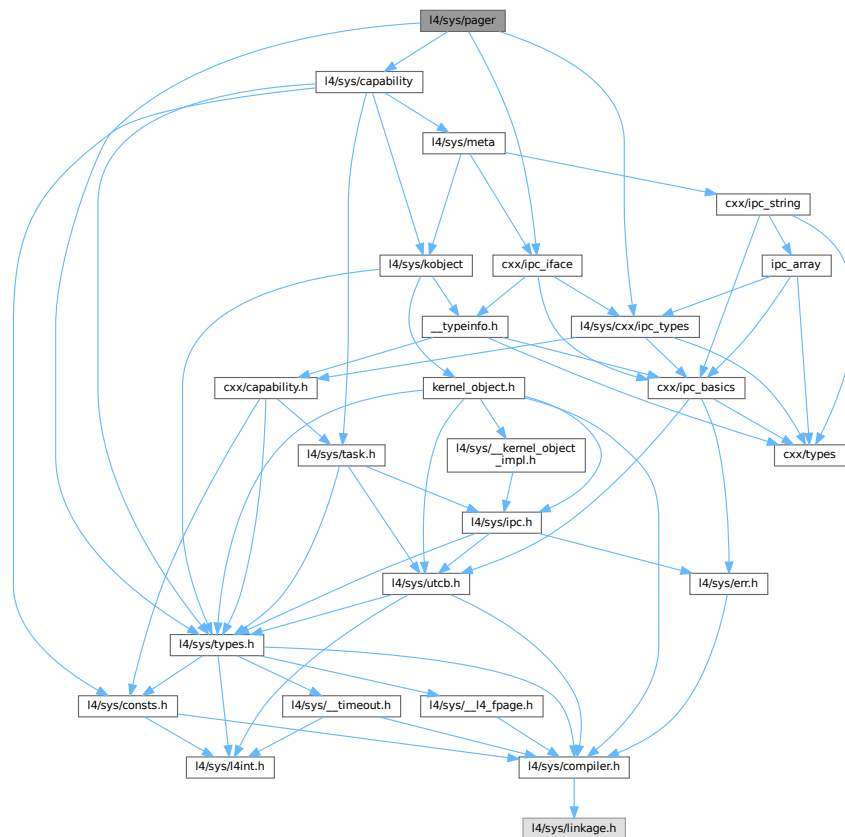 l4/sys/pager
l4/sys/capability
l4/sys/meta
cxx/ipc_string
l4/sys/kobject
cxx/ipc_iface
ipc_array
__typeinfo.h
l4/sys/cxx/ipc_types
cxx/capability.h
kernel_object.h
cxx/ipc_basics
l4/sys/task.h
l4/sys/__kernel_object
_impl.h
cxx/types
l4/sys/ipc.h
l4/sys/utcb.h
l4/sys/err.h
l4/sys/types.h
l4/sys/consts.h
l4/sys/__timeout.h
l4/sys/__l4_fpage.h
l4/sys/l4int.h
l4/sys/compiler.h
l4/sys/linkage.h